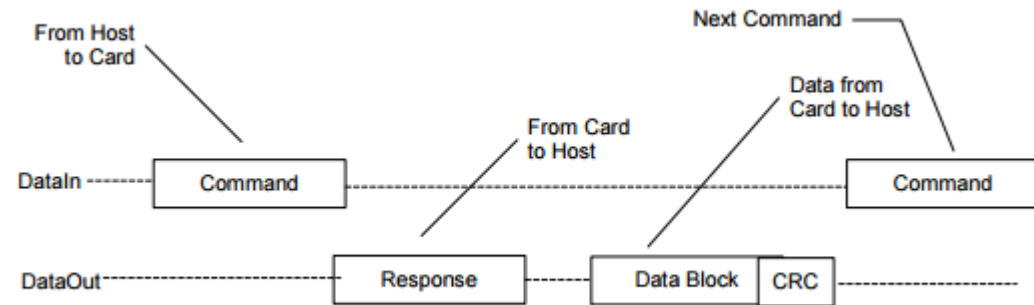 From Host
to Card
Next Command
Data from
Card to Host
From Card
to Host
DataIn
Command
Command
DataOut
Response
Data Block
CRC